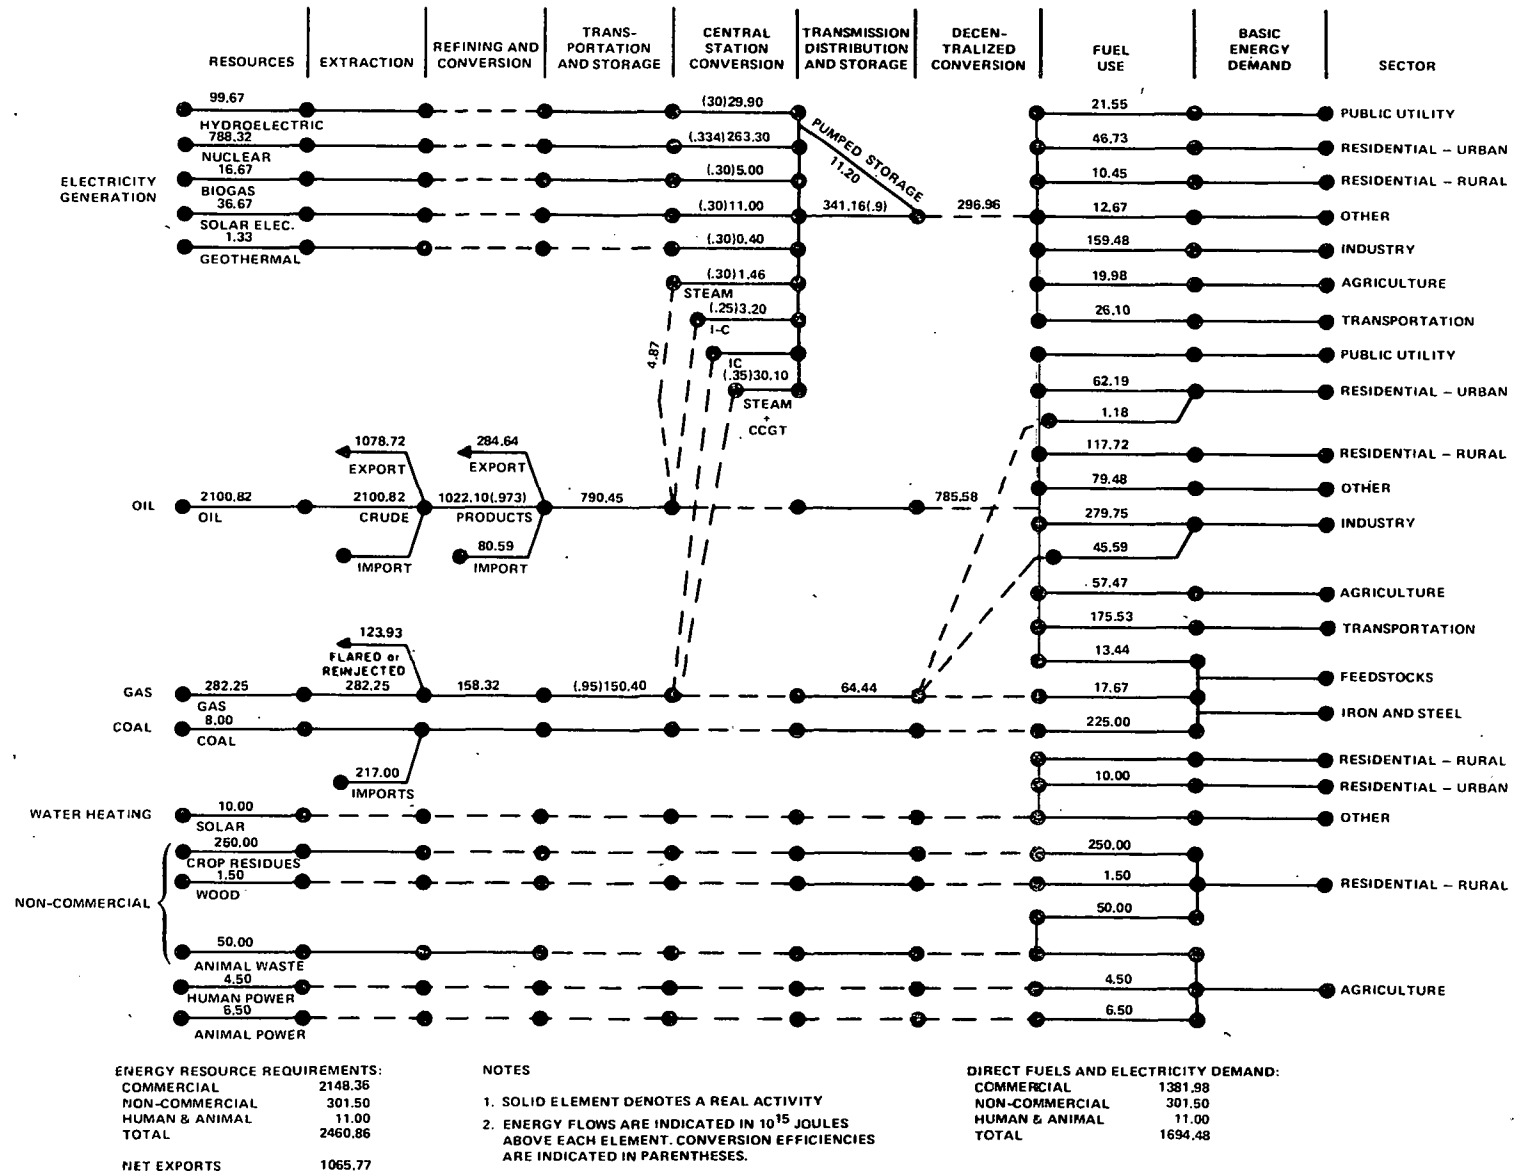 RESOURCES
EXTRACTION
REFINING AND
CONVERSION
TRANS-
PORTATION
AND STORAGE
CENTRAL
STATION
CONVERSION
TRANSMISSION
DISTRIBUTION
AND STORAGE
DECEN-
TRALIZED
CONVERSION
FUEL
USE
BASIC
ENERGY
DEMAND
SECTOR
ELECTRICITY
GENERATION
99.67
HYDROELECTRIC
788.32
NUCLEAR
16.67
BIOGAS
36.67
SOLAR ELEC.
1.33
GEOTHERMAL
(30)29.90
(.334)263.30
(.30)5.00
(.30)11.00
(.30)0.40
(.30)1.46
STEAM
(.25)3.20
I-C
IC
(.35)30.10
STEAM
+
CCGT
4.87
PUMPED STORAGE
11.20
341.16(.9)
296.96
21.55
PUBLIC UTILITY
46.73
RESIDENTIAL – URBAN
10.45
RESIDENTIAL – RURAL
12.67
OTHER
159.48
INDUSTRY
19.98
AGRICULTURE
26.10
TRANSPORTATION
PUBLIC UTILITY
62.19
RESIDENTIAL – URBAN
1.18
117.72
RESIDENTIAL – RURAL
79.48
OTHER
279.75
INDUSTRY
45.59
57.47
AGRICULTURE
175.53
TRANSPORTATION
13.44
FEEDSTOCKS
17.67
IRON AND STEEL
225.00
OIL
2100.82
OIL
1078.72
EXPORT
2100.82
CRUDE
IMPORT
284.64
EXPORT
1022.10(.973)
PRODUCTS
80.59
IMPORT
790.45
785.58
GAS
282.25
GAS
123.93
FLARED or
REINJECTED
282.25
158.32
(.95)150.40
64.44
COAL
8.00
COAL
217.00
IMPORTS
RESIDENTIAL – RURAL
10.00
RESIDENTIAL – URBAN
WATER HEATING
10.00
SOLAR
OTHER
NON-COMMERCIAL
250.00
CROP RESIDUES
250.00
1.50
WOOD
1.50
RESIDENTIAL – RURAL
50.00
50.00
ANIMAL WASTE
4.50
HUMAN POWER
4.50
AGRICULTURE
6.50
ANIMAL POWER
6.50
ENERGY RESOURCE REQUIREMENTS:
COMMERCIAL 2148.36
NON-COMMERCIAL 301.50
HUMAN & ANIMAL 11.00
TOTAL 2460.86
NET EXPORTS 1065.77
NOTES
1. SOLID ELEMENT DENOTES A REAL ACTIVITY
2. ENERGY FLOWS ARE INDICATED IN 10^15 JOULES
ABOVE EACH ELEMENT. CONVERSION EFFICIENCIES
ARE INDICATED IN PARENTHESES.
DIRECT FUELS AND ELECTRICITY DEMAND:
COMMERCIAL 1381.98
NON-COMMERCIAL 301.50
HUMAN & ANIMAL 11.00
TOTAL 1694.48